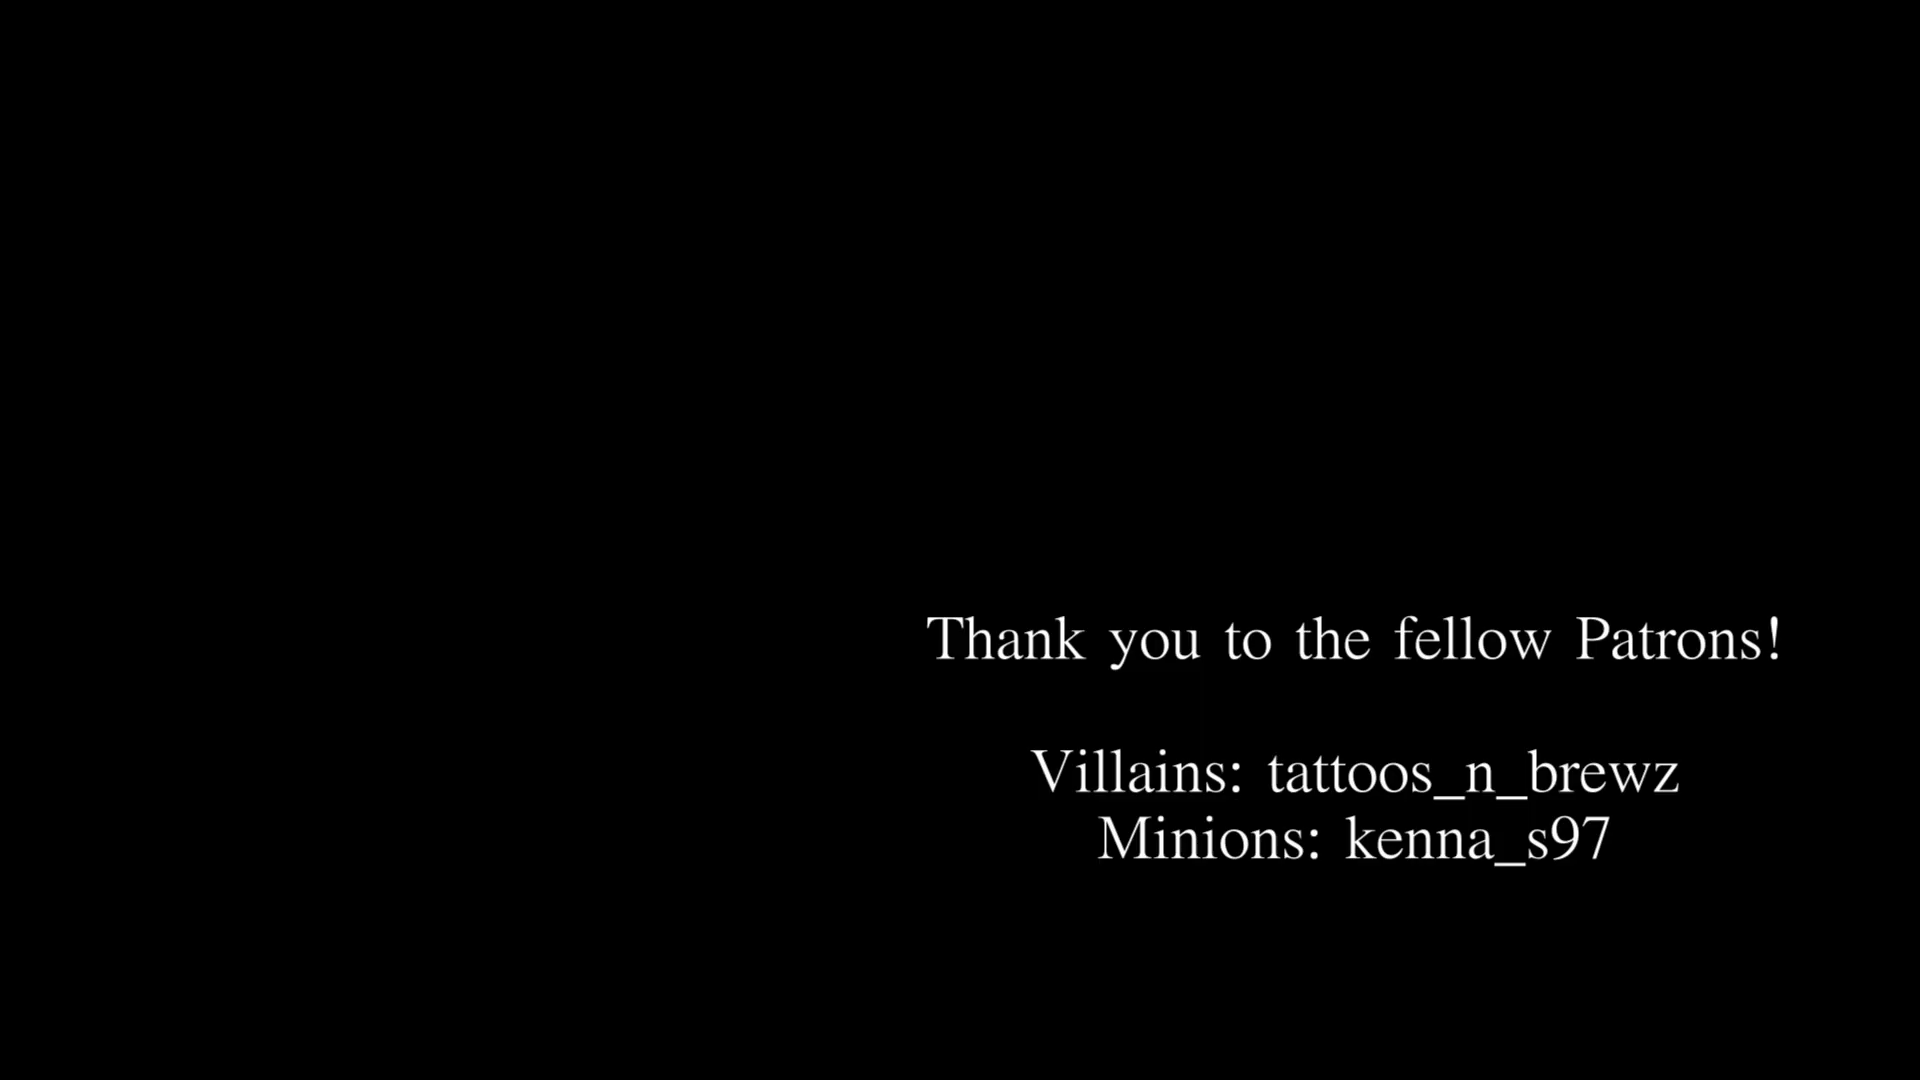 Thank you to the fellow Patrons!
Villains: tattoos_n_brewz
Minions: kenna_s97